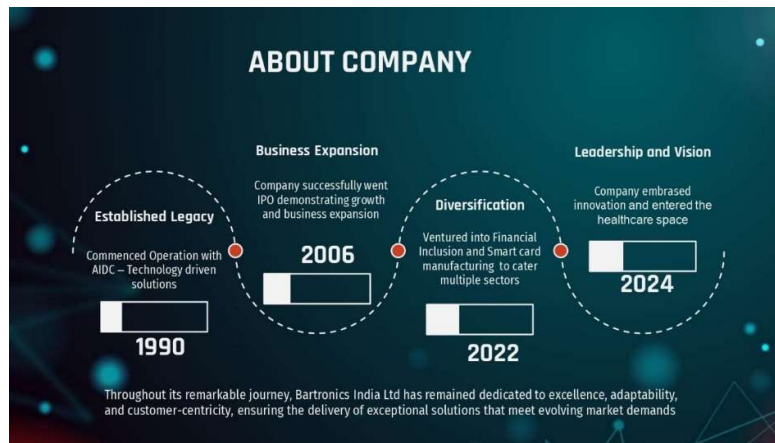 ABOUT COMPANY
Established Legacy
Commenced Operation with
AIDC – Technology driven
solutions
1990
Business Expansion
Company successfully went
IPO demonstrating growth
and business expansion
2006
Diversification
Ventured into Financial
Inclusion and Smart card
manufacturing to cater
multiple sectors
2022
Leadership and Vision
Company embrased
innovation and entered the
healthcare space
2024
Throughout its remarkable journey, Bartronics India Ltd has remained dedicated to excellence, adaptability,
and customer-centricity, ensuring the delivery of exceptional solutions that meet evolving market demands